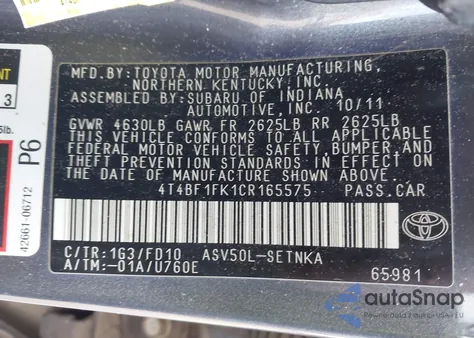 MFD.BY:TOYOTA MOTOR MANUFACTURING,
NORTHERN KENTUCKY,INC.
ASSEMBLED BY:SUBARU OF INDIANA
AUTOMOTIVE,INC. 10/11
GVWR 4630LB GAWR FR 2625LB RR 2625LB
THIS VEHICLE CONFORMS TO ALL APPLICABLE
FEDERAL MOTOR VEHICLE SAFETY, BUMPER AND
THEFT PREVENTION STANDARDS IN EFFECT ON
THE DATE OF MANUFACTURE SHOWN ABOVE.
4T4BF1FK1CR165575 PASS.CAR
C/TR:1G3/FD10 ASV50L-SETNKA
A/TM:-01A/U760E
65981
TOYOTA
P6
42661-06712
3
lb.
autoSnap